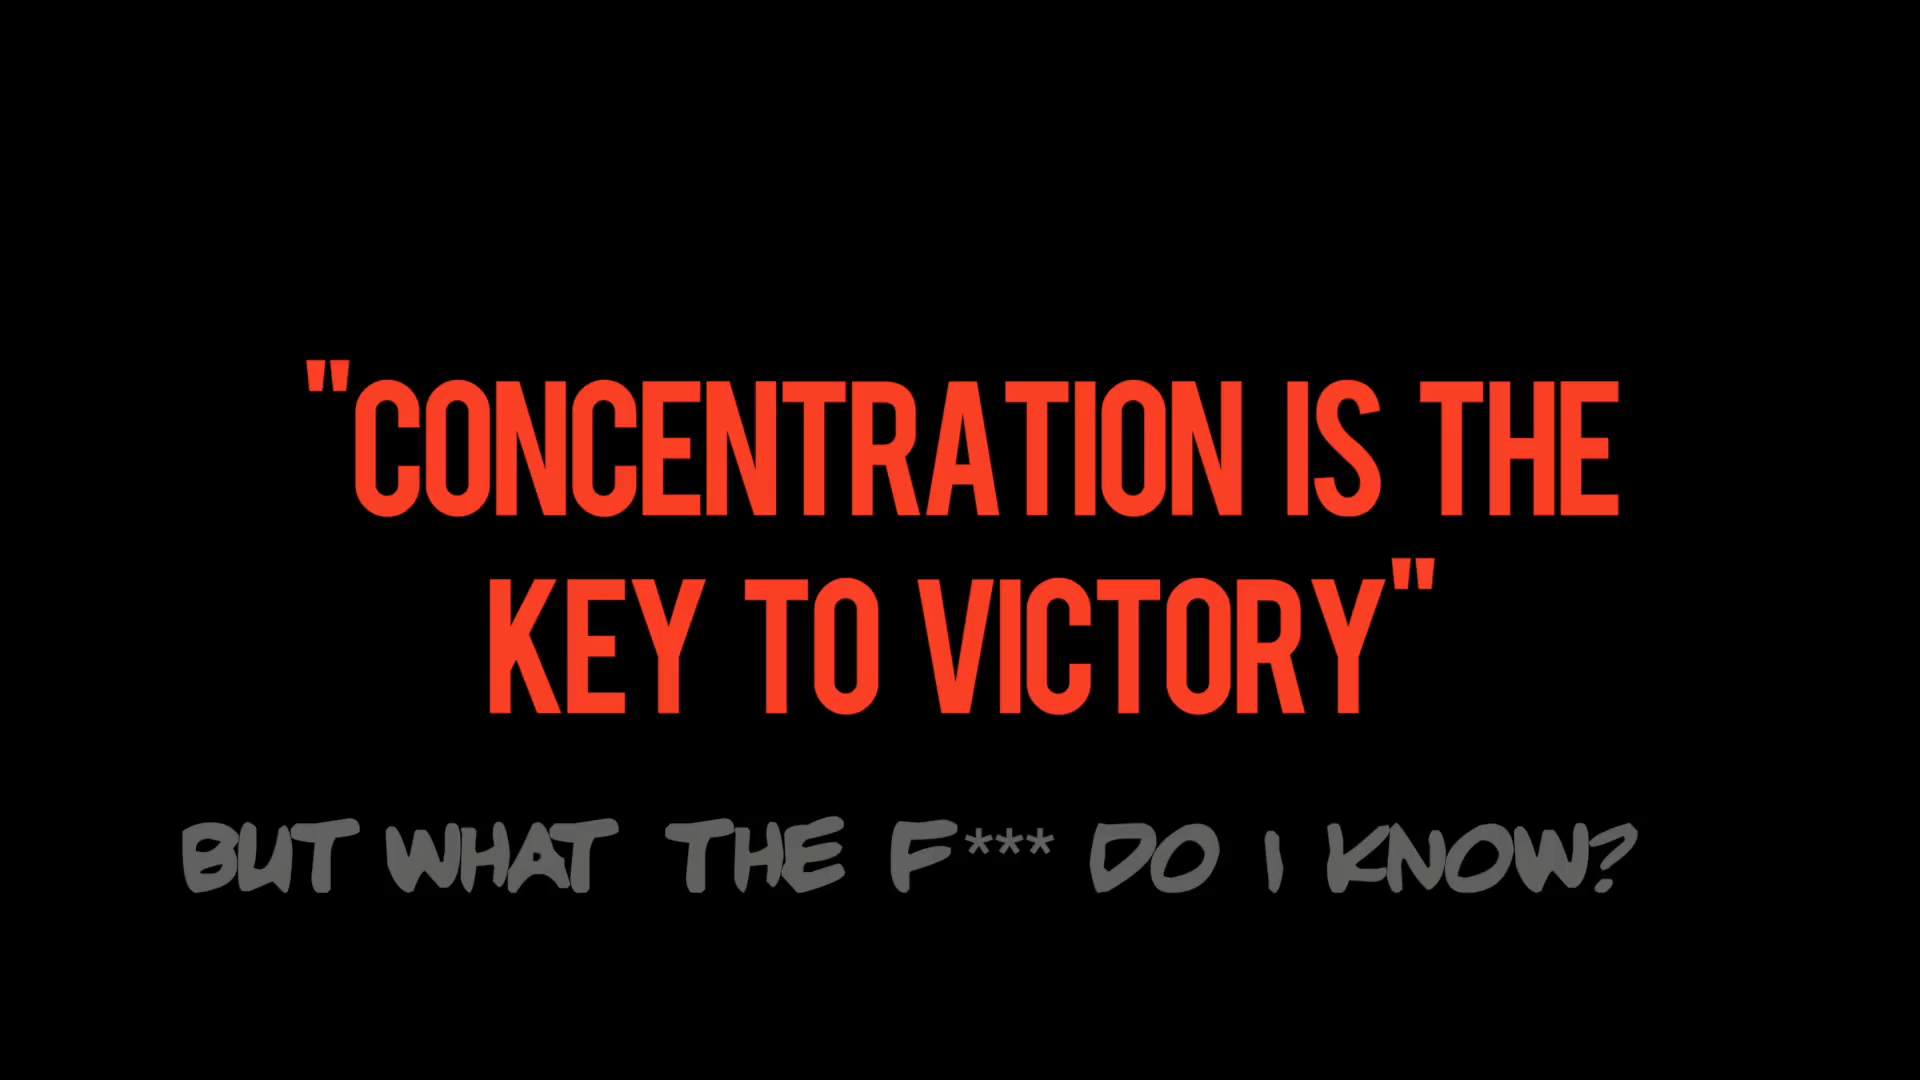 "CONCENTRATION IS THE
KEY TO VICTORY"
BUT WHAT THE F*** DO I KNOW?